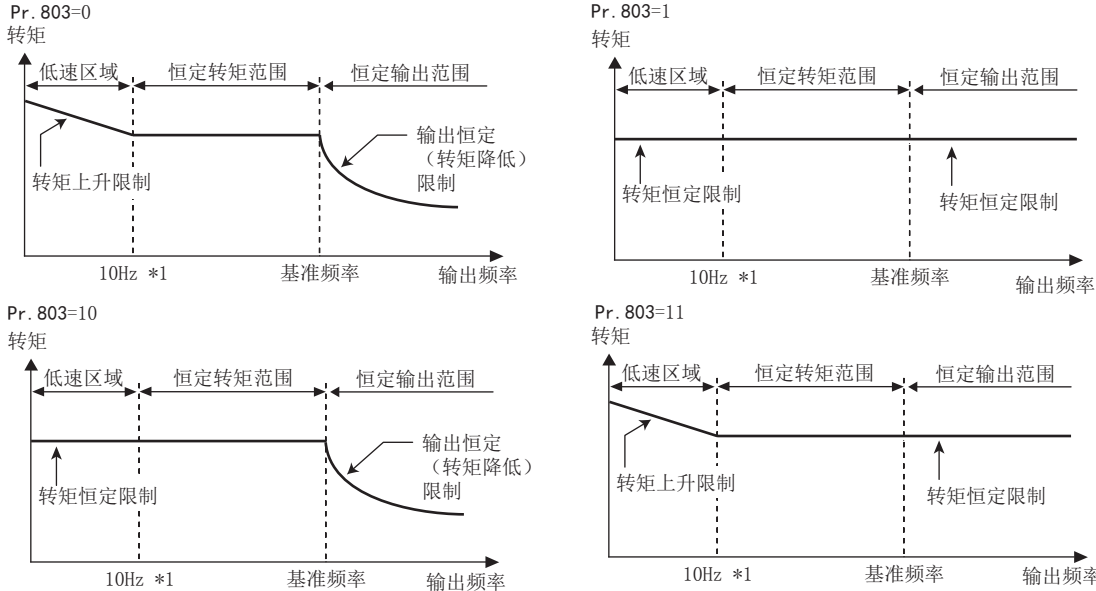 Pr.803=0
转矩
低速区域
恒定转矩范围
恒定输出范围
输出恒定
（转矩降低）
限制
转矩上升限制
10Hz *1
基准频率
输出频率
Pr.803=1
转矩
低速区域
恒定转矩范围
恒定输出范围
转矩恒定限制
转矩恒定限制
10Hz *1
基准频率
输出频率
Pr.803=10
转矩
低速区域
恒定转矩范围
恒定输出范围
输出恒定
（转矩降低）
限制
转矩恒定限制
10Hz *1
基准频率
输出频率
Pr.803=11
转矩
低速区域
恒定转矩范围
恒定输出范围
转矩上升限制
转矩恒定限制
10Hz *1
基准频率
输出频率